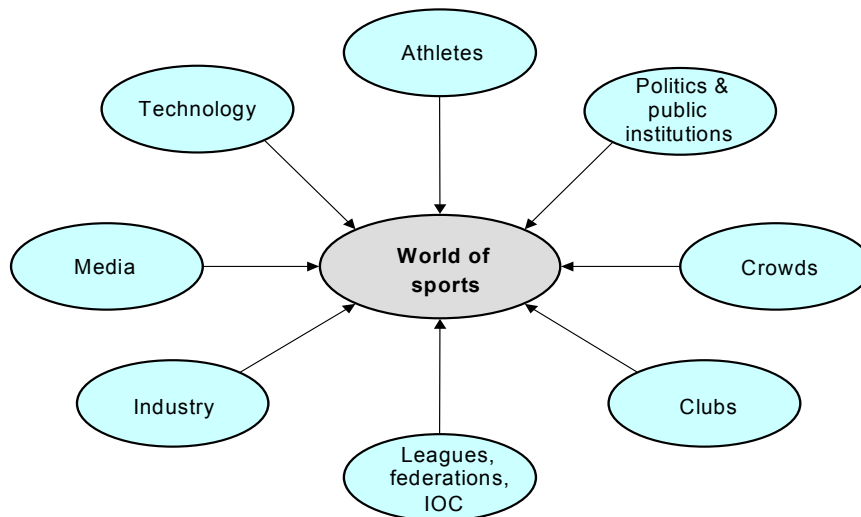 Athletes
Technology
Politics &
public
institutions
Media
World of
sports
Crowds
Industry
Clubs
Leagues,
federations,
IOC